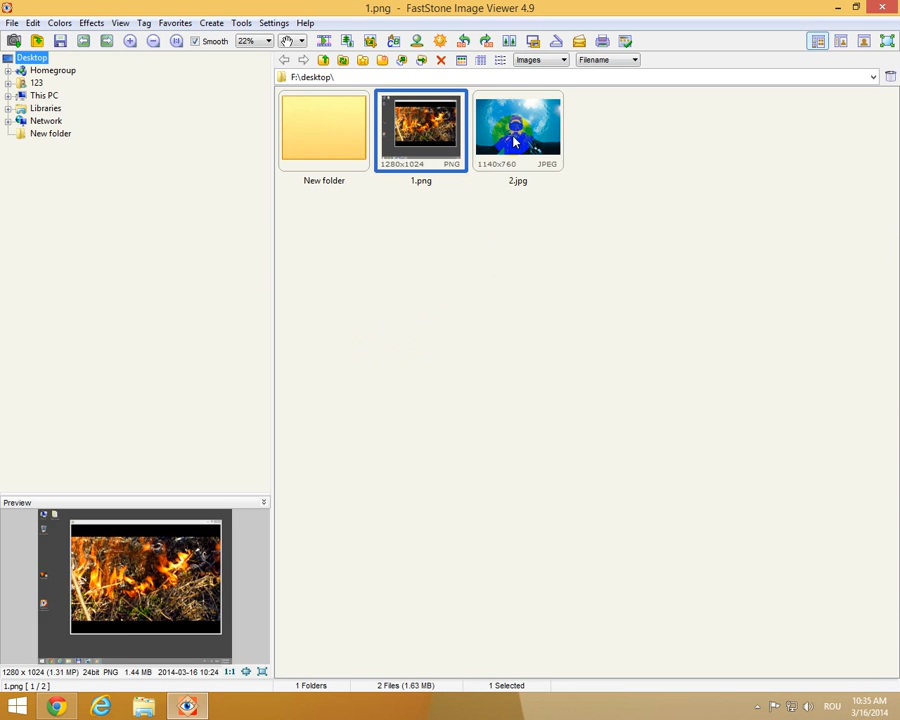 1.png - FastStone Image Viewer 4.9
File Edit Colors Effects View Tag Favorites Create Tools Settings Help
Smooth 22%
Images Filename
F:\desktop\
Desktop
Homegroup
123
This PC
Libraries
Network
New folder
1280x1024 PNG
1140x760 JPEG
New folder
1.png
2.jpg
Preview
1280 x 1024 (1.31 MP) 24bit PNG 1.44 MB 2014-03-16 10:24 1:1
1.png [ 1 / 2 ]
1 Folders
2 Files (1.63 MB)
1 Selected
ROU
10:35 AM
3/16/2014